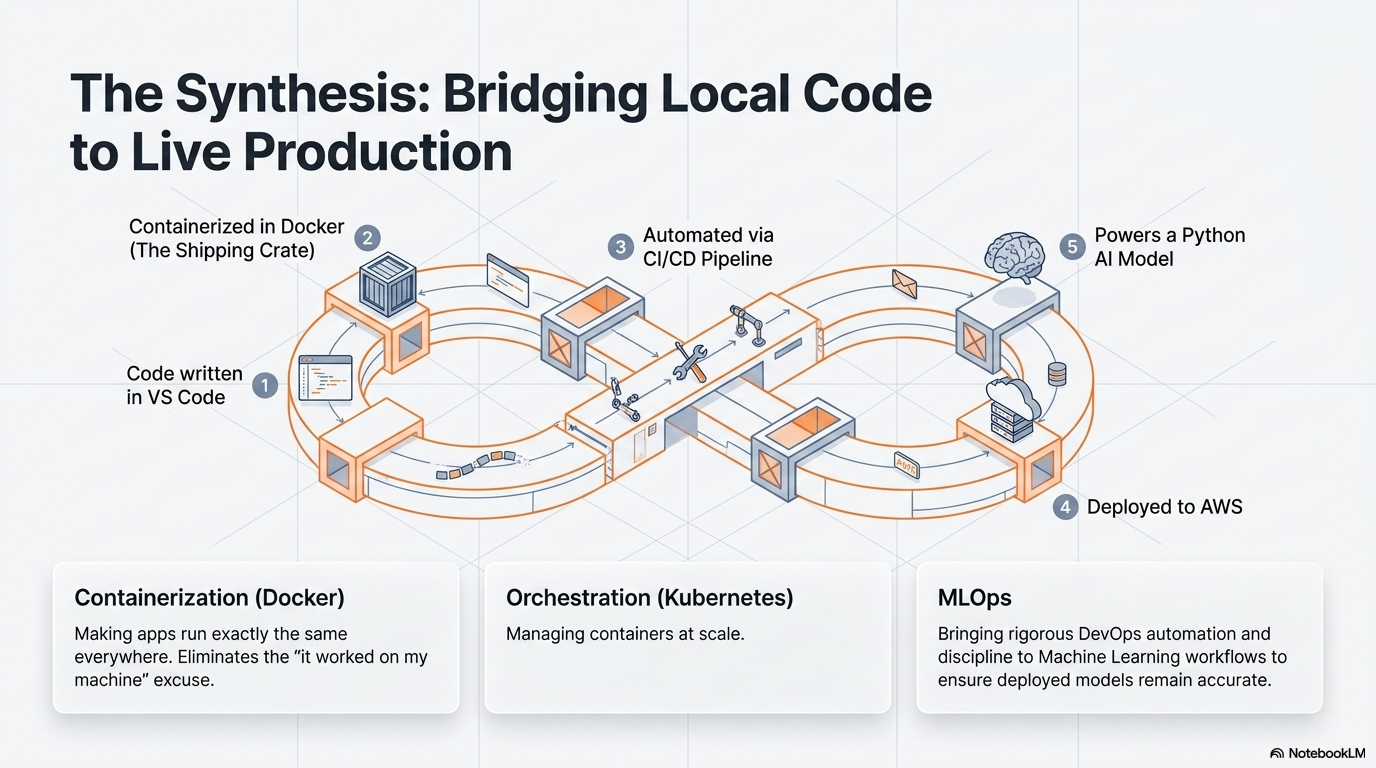 The Synthesis: Bridging Local Code
to Live Production
Containerized in Docker
(The Shipping Crate)
2
3
Automated via
CI/CD Pipeline
5
Powers a Python
AI Model
Code written
in VS Code
1
4
Deployed to AWS
Containerization (Docker)
Making apps run exactly the same
everywhere. Eliminates the "it worked on my
machine" excuse.
Orchestration (Kubernetes)
Managing containers at scale.
MLOps
Bringing rigorous DevOps automation and
discipline to Machine Learning workflows to
ensure deployed models remain accurate.
NotebookLM